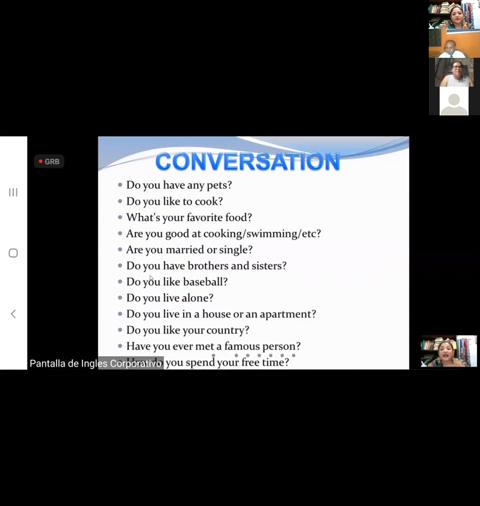 GRB
CONVERSATION
Do you have any pets?
Do you like to cook?
What's your favorite food?
Are you good at cooking/swimming/etc?
Are you married or single?
Do you have brothers and sisters?
Do you like baseball?
Do you live alone?
Do you live in a house or an apartment?
Do you like your country?
Have you ever met a famous person?
you spend your free time?
Pantalla de Ingles Corporativo